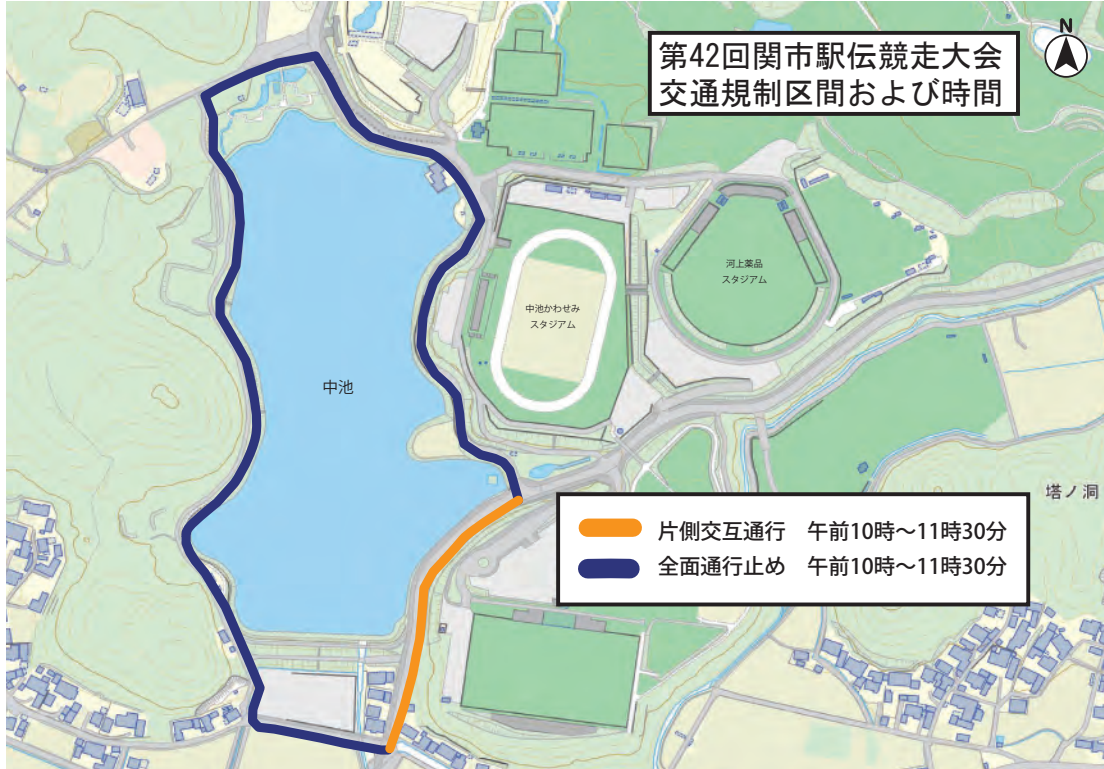 第42回関市駅伝競走大会
交通規制区間および時間
N
河上薬品
スタジアム
中池かわせみ
スタジアム
中池
塔ノ洞
片側交互通行 午前10時～11時30分
全面通行止め 午前10時～11時30分